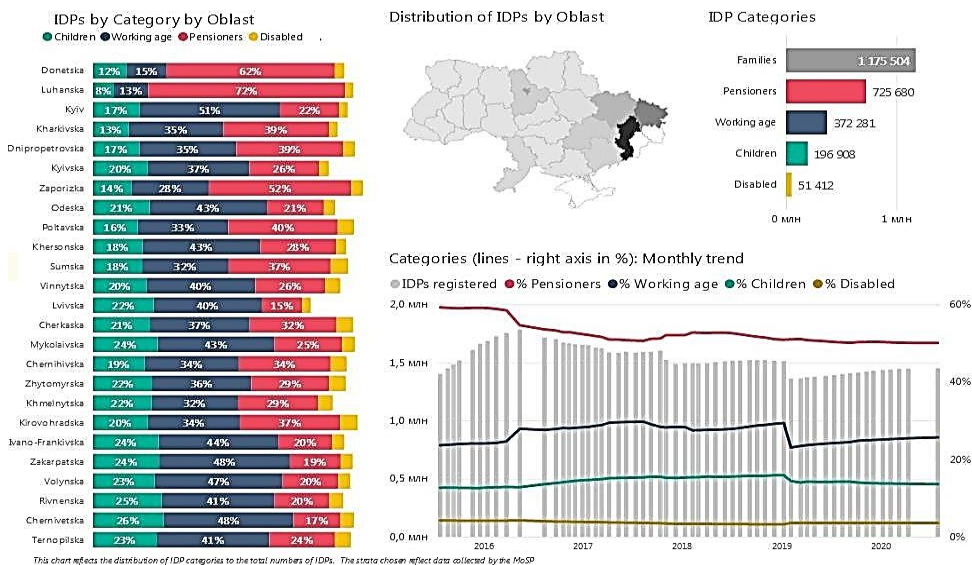 IDPs by Category by Oblast
Children Working age Pensioners Disabled
Donetska 12% 15% 62%
Luhanska 8% 13% 72%
Kyiv 17% 51% 22%
Kharkivska 13% 35% 39%
Dnipropetrovska 17% 35% 39%
Kyivska 20% 37% 26%
Zaporizka 14% 28% 52%
Odeska 21% 43% 21%
Poltavska 16% 33% 40%
Khersonska 18% 43% 28%
Sumska 18% 32% 37%
Vinnytska 20% 40% 26%
Lvivska 22% 40% 15%
Cherkaska 21% 37% 32%
Mykolaivska 24% 43% 25%
Chernihivska 19% 34% 34%
Zhytomyrska 22% 36% 29%
Khmelnytska 22% 32% 29%
Kirovohradska 20% 34% 37%
Ivano-Frankivska 24% 44% 20%
Zakarpatska 24% 48% 19%
Volynska 23% 47% 20%
Rivnenska 25% 41% 20%
Chernivetska 26% 48% 17%
Ternopilska 23% 41% 24%
Distribution of IDPs by Oblast
IDP Categories
Families 1 175 504
Pensioners 725 680
Working age 372 281
Children 196 908
Disabled 51 412
0 млн 1 млн
Categories (lines - right axis in %): Monthly trend
IDPs registered % Pensioners % Working age % Children % Disabled
2,0 млн 60%
1,5 млн
40%
1,0 млн
20%
0,5 млн
0,0 млн 0%
2016 2017 2018 2019 2020
This chart reflects the distribution of IDP categories to the total numbers of IDPs. The strata chosen reflect data collected by the MoSP